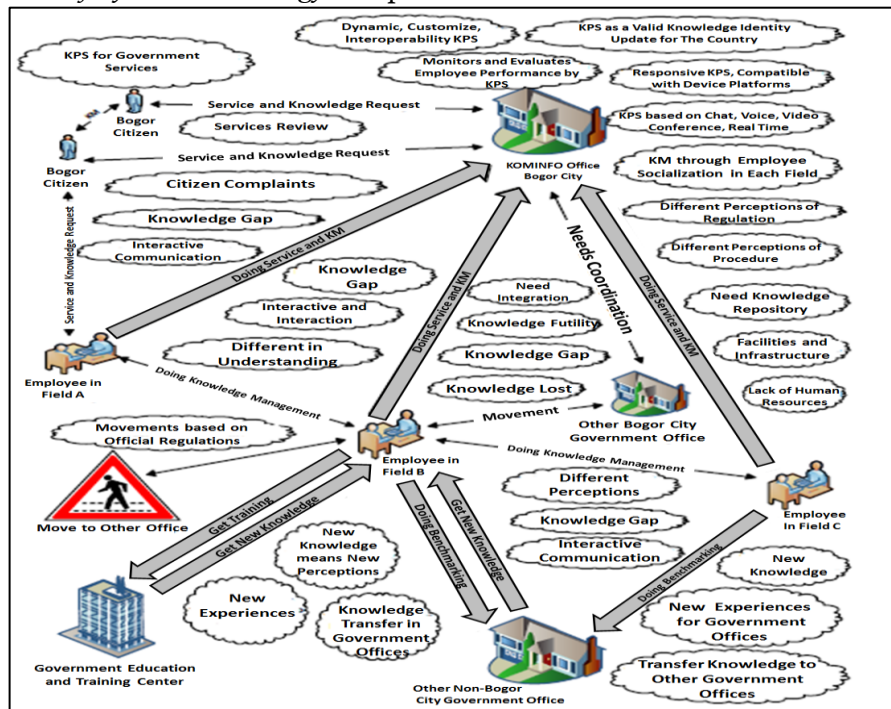 Dynamic, Customize,
Interoperability KPS
KPS as a Valid Knowledge Identity
Update for The Country
KPS for Government
Services
Monitors and Evaluates
Employee Performance by
KPS
Responsive KPS, Compatible
with Device Platforms
Bogor
Citizen
Service and Knowledge Request
Services Review
KPS based on Chat, Voice, Video
Conference, Real Time
Bogor
Citizen
Service and Knowledge Request
KOMINFO Office
Bogor City
KM through Employee
Socialization in Each Field
Citizen Complaints
Knowledge Gap
Interactive
Communication
Service and Knowledge Request
Doing Service and KM
Different Perceptions of
Regulation
Different Perceptions of
Procedure
Needs Coordination
Doing Service and KM
Doing Service and KM
Knowledge
Gap
Interactive and
Interaction
Different in
Understanding
Need
Integration
Knowledge Futility
Knowledge Gap
Knowledge Lost
Need Knowledge
Repository
Facilities and
Infrastructure
Lack of Human
Resources
Employee in
Field A
Doing Knowledge Management
Movement
Other Bogor City
Government Office
Movements based on
Official Regulations
Employee in
Field B
Doing Knowledge Management
Move to Other Office
Get Training
Get New Knowledge
Doing Benchmarking
Get New Knowledge
Different
Perceptions
Knowledge Gap
Interactive
Communication
Employee
In Field C
Doing Benchmarking
New
Knowledge
means New
Perceptions
New
Experiences
Knowledge
Transfer in
Government
Offices
New
Knowledge
New Experiences
for Government
Offices
Transfer Knowledge to
Other Government
Offices
Government Education
and Training Center
Other Non-Bogor
City Government Office